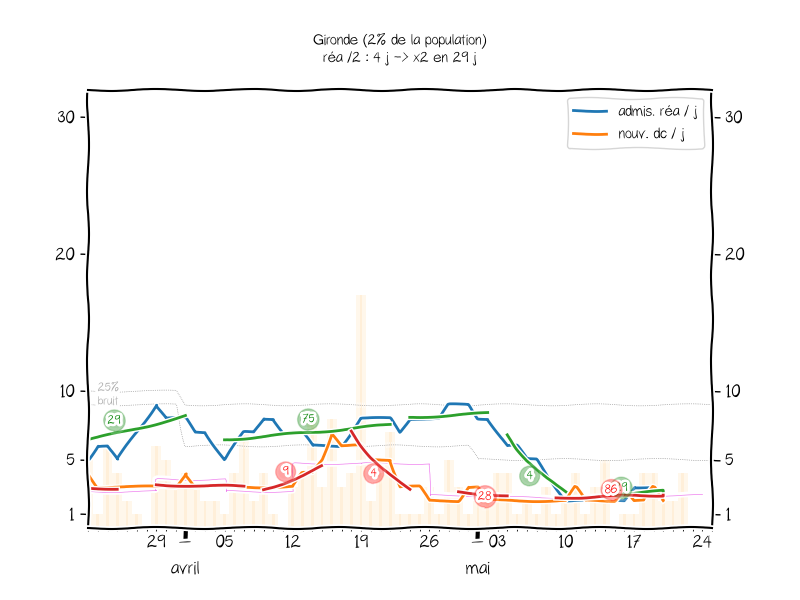 Gironde (2% de la population)
réa /2 : 4 j -> x2 en 29 j
admis. réa / j
nouv. dc / j
30
30
20
20
10
10
5
5
1
1
25%
bruit
29
75
9
4
4
28
86
29 05 12 19 26 03 10 17 24
avril mai